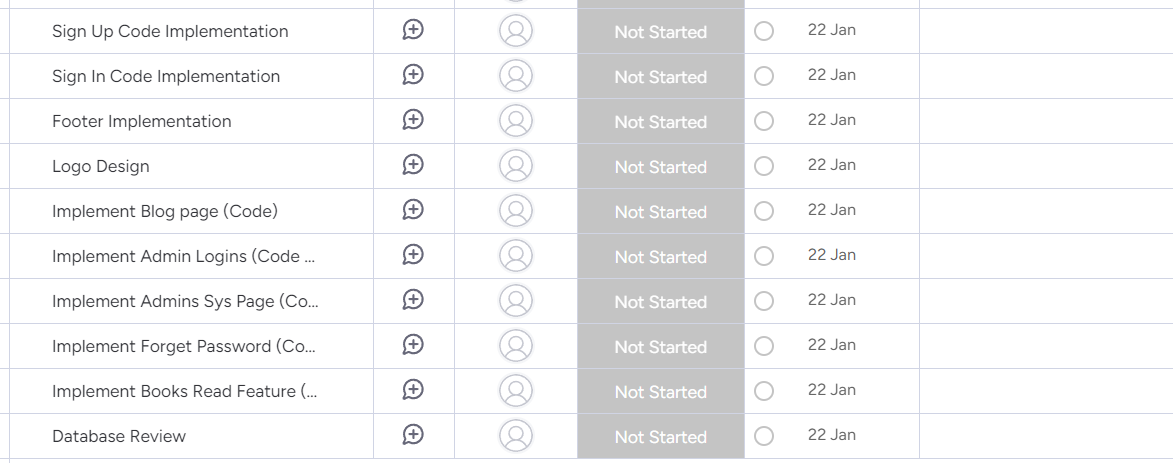 Sign Up Code Implementation Not Started 22 Jan
Sign In Code Implementation Not Started 22 Jan
Footer Implementation Not Started 22 Jan
Logo Design Not Started 22 Jan
Implement Blog page (Code) Not Started 22 Jan
Implement Admin Logins (Code ... Not Started 22 Jan
Implement Admins Sys Page (Co... Not Started 22 Jan
Implement Forget Password (Co... Not Started 22 Jan
Implement Books Read Feature (... Not Started 22 Jan
Database Review Not Started 22 Jan